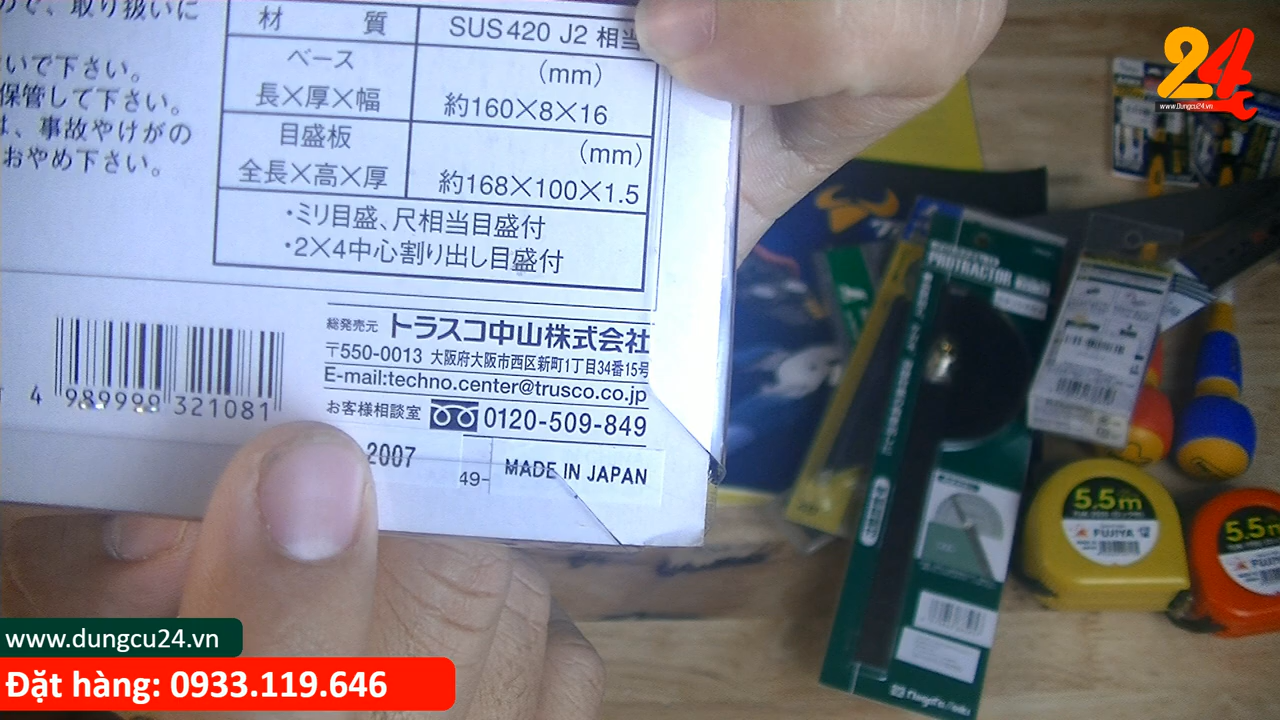 ので、取り扱いに
いで下さい。
保管して下さい。
は、事故やけがの
おやめ下さい。
材 質 SUS420 J2 相当
ベース (mm)
長×厚×幅 約160×8×16
目盛板 (mm)
全長×高×厚 約168×100×1.5
・ミリ目盛、尺相当目盛付
・2×4中心割り出し目盛付
総発売元 トラスコ中山株式会社
〒550-0013 大阪府大阪市西区新町1丁目34番15号
E-mail:techno.center@trusco.co.jp
お客様相談室 0120-509-849
4 989999 321081
2007
49-
MADE IN JAPAN
24
www.Dungcu24.vn
PROTRACTOR
5.5m
FUJIYA
5.5m
FUJIYA
www.dungcu24.vn
Đặt hàng: 0933.119.646